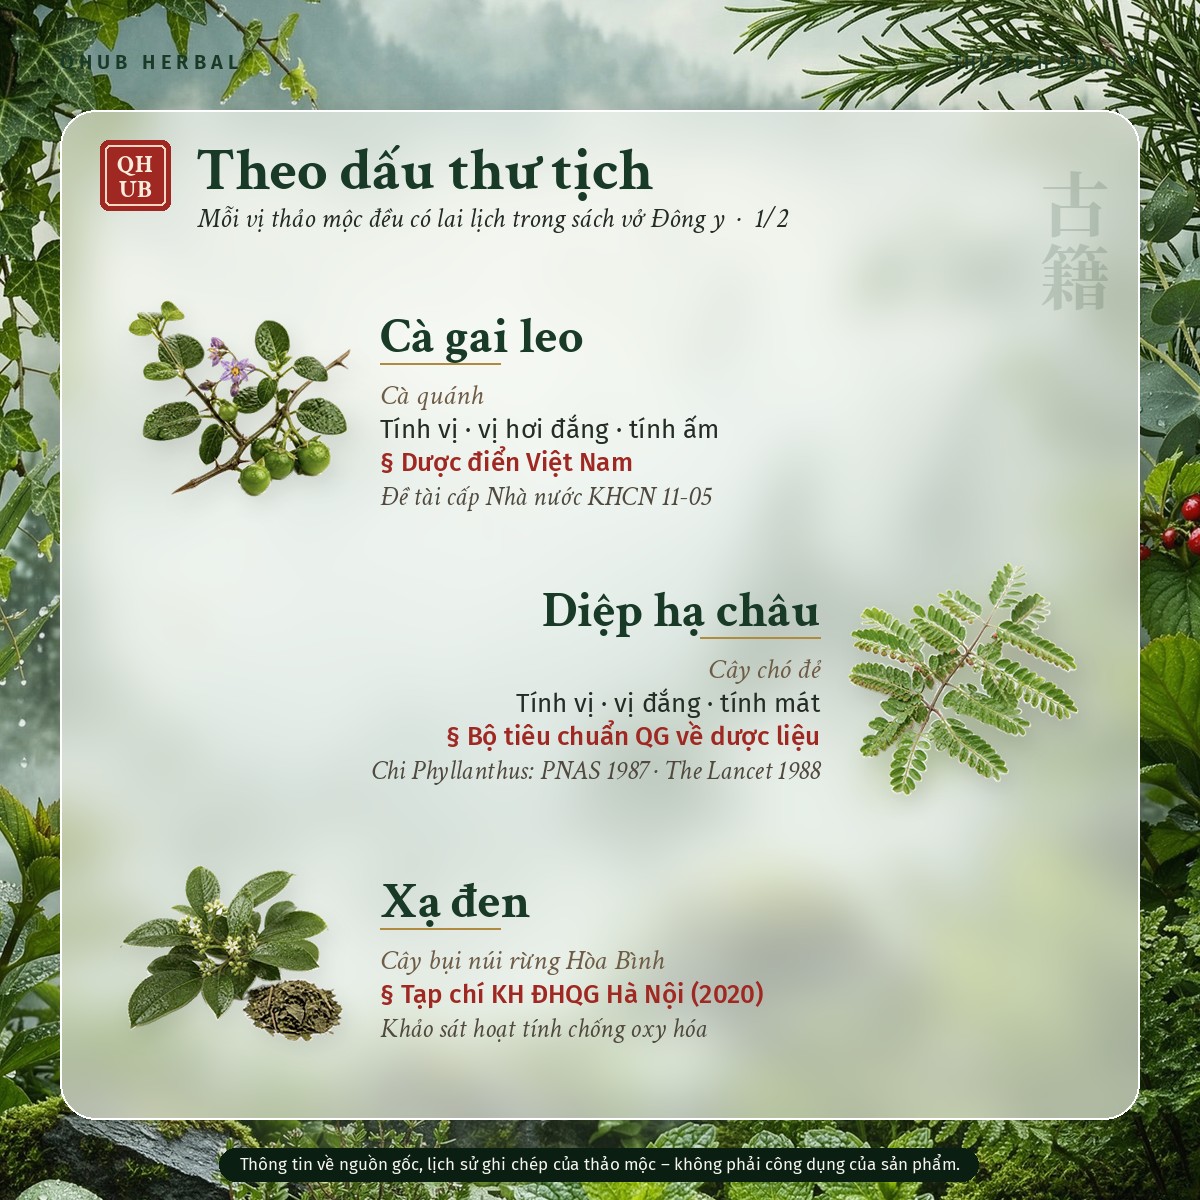 QHUB HERBAL
QH
UB
Theo dấu thư tịch
Mỗi vị thảo mộc đều có lai lịch trong sách vở Đông y · 1/2
古
籍
Cà gai leo
Cà quánh
Tính vị · vị hơi đắng · tính ấm
§ Dược điển Việt Nam
Đề tài cấp Nhà nước KHCN 11-05
Diệp hạ châu
Cây chó đẻ
Tính vị · vị đắng · tính mát
§ Bộ tiêu chuẩn QG về dược liệu
Chi Phyllanthus: PNAS 1987 · The Lancet 1988
Xạ đen
Cây bụi núi rừng Hòa Bình
§ Tạp chí KH ĐHQG Hà Nội (2020)
Khảo sát hoạt tính chống oxy hóa
Thông tin về nguồn gốc, lịch sử ghi chép của thảo mộc – không phải công dụng của sản phẩm.